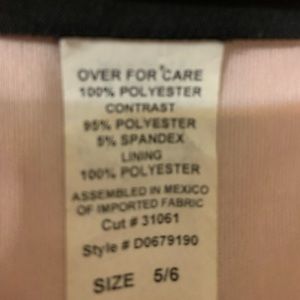 OVER FOR CARE
100% POLYESTER
CONTRAST
95% POLYESTER
5% SPANDEX
LINING
100% POLYESTER
ASSEMBLED IN MEXICO
OF IMPORTED FABRIC
Cut # 31061
Style # D0679190
SIZE 5/6